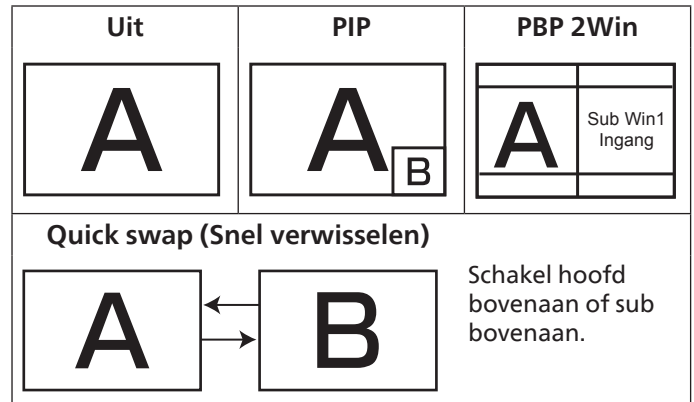 Uit
PIP
PBP 2Win
A
A
B
A
Sub Win1
Ingang
Quick swap (Snel verwisselen)
A
B
Schakel hoofd
bovenaan of sub
bovenaan.